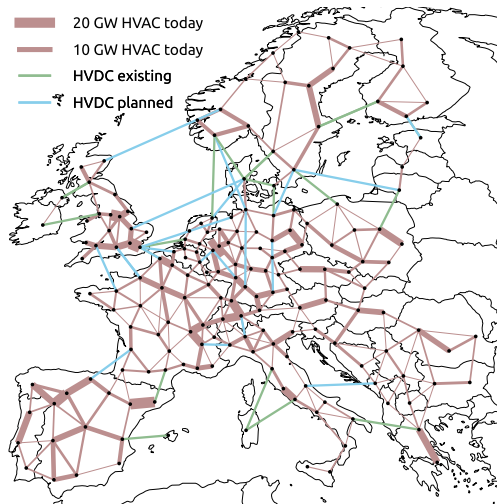 20 GW HVAC today
10 GW HVAC today
HVDC existing
HVDC planned